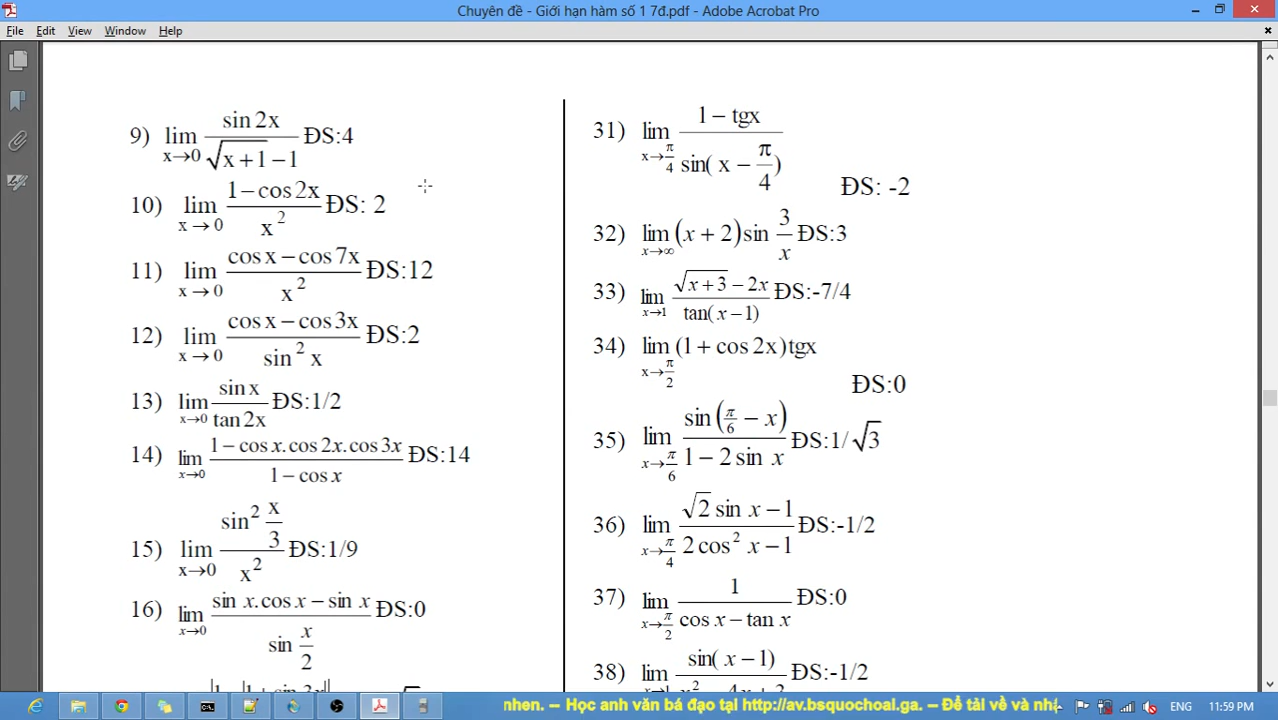 Chuyên đề - Giới hạn hàm số 1 7đ.pdf - Adobe Acrobat Pro
File Edit View Window Help
9) lim x→0 sin 2x / (√(x+1) − 1) ĐS:4
10) lim x→0 (1 − cos 2x) / x² ĐS: 2
11) lim x→0 (cos x − cos 7x) / x² ĐS:12
12) lim x→0 (cos x − cos 3x) / sin² x ĐS:2
13) lim x→0 sin x / tan 2x ĐS:1/2
14) lim x→0 (1 − cos x.cos 2x.cos 3x) / (1 − cos x) ĐS:14
15) lim x→0 sin² (x/3) / x² ĐS:1/9
16) lim x→0 (sin x.cos x − sin x) / sin (x/2) ĐS:0
31) lim x→π/4 (1 − tgx) / sin( x − π/4) ĐS: -2
32) lim x→∞ (x + 2) sin (3/x) ĐS:3
33) lim x→1 (√(x+3) − 2x) / tan( x − 1) ĐS:-7/4
34) lim x→π/2 (1 + cos 2x)tgx ĐS:0
35) lim x→π/6 sin (π/6 − x) / (1 − 2 sin x) ĐS:1/√3
36) lim x→π/4 (√2 sin x − 1) / (2 cos² x − 1) ĐS:-1/2
37) lim x→π/2 1 / (cos x − tan x) ĐS:0
38) lim x→1 sin( x − 1) ĐS:-1/2
nhen. -- Học anh văn bá đạo tại http://av.bsquochoai.ga. -- Để tải về và nhậ
ENG 11:59 PM